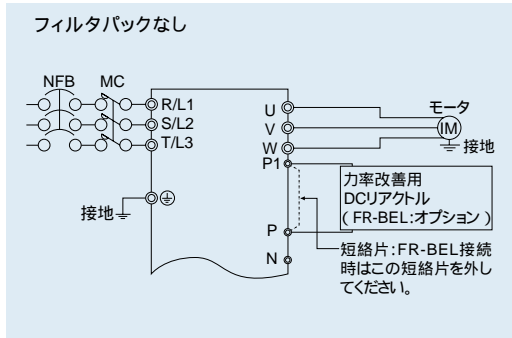 フィルタパックなし
NFB
MC
R/L1
S/L2
T/L3
接地
U
V
W
P1
P
N
モータ
IM
接地
力率改善用
DCリアクトル
( FR-BEL:オプション )
短絡片:FR-BEL接続
時はこの短絡片を外し
てください。